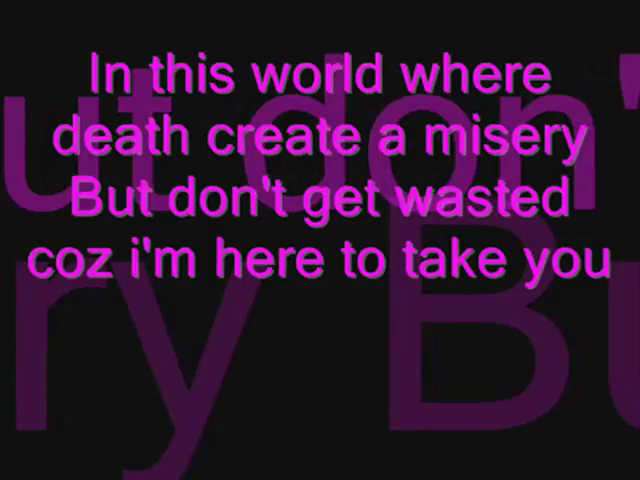 In this world where
death create a misery
But don't get wasted
coz i'm here to take you